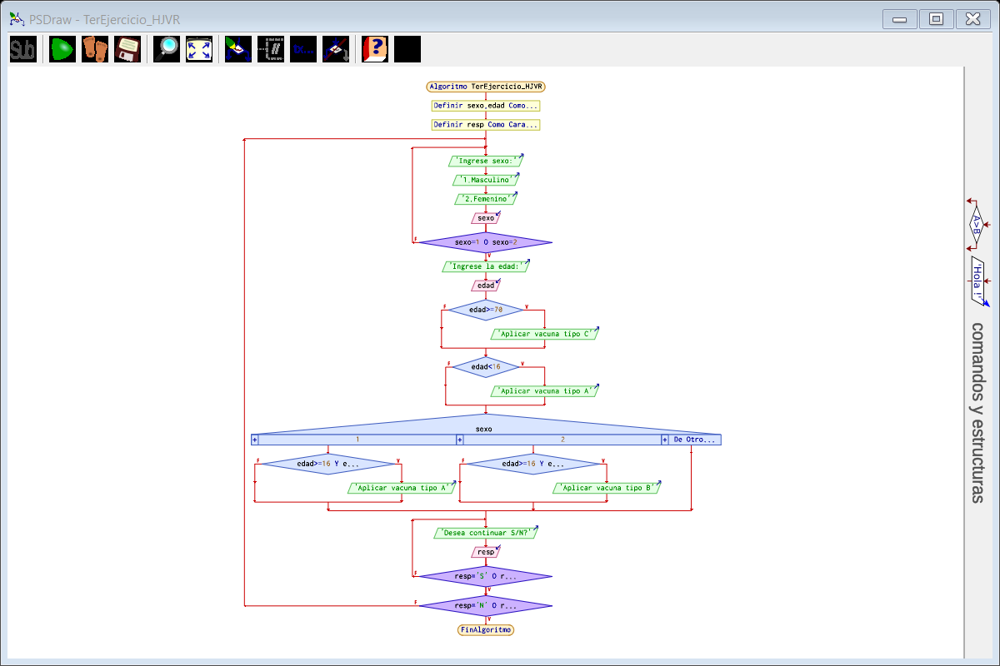 PSDraw - TerEjercicio_HJVR
Sub
//
?
Algoritmo TerEjercicio_HJVR
Definir sexo,edad Como...
Definir resp Como Cara...
'Ingrese sexo:'
'1.Masculino'
'2.Femenino'
sexo
F
sexo=1 O sexo=2
V
'Ingrese la edad:'
edad
F
edad>=70
V
'Aplicar vacuna tipo C'
F
edad<16
V
'Aplicar vacuna tipo A'
sexo
+ 1 + 2 + De Otro...
F edad>=16 Y e... V F edad>=16 Y e... V
'Aplicar vacuna tipo A' 'Aplicar vacuna tipo B'
'Desea continuar S/N?'
resp
F
resp='S' O r...
V
F
resp='N' O r...
V
FinAlgoritmo
A>B
'Hola !'
comandos y estructuras